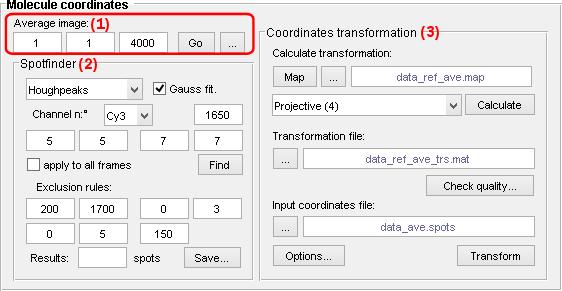 Molecule coordinates
Average image: (1)
1 1 4000 Go ...
Spotfinder (2)
Houghpeaks Gauss fit.
Channel n:° Cy3 1650
5 5 7 7
apply to all frames Find
Exclusion rules:
200 1700 0 3
0 5 150
Results: spots Save...
Coordinates transformation (3)
Calculate transformation:
Map ... data_ref_ave.map
Projective (4) Calculate
Transformation file:
... data_ref_ave_trs.mat
Check quality...
Input coordinates file:
... data_ave.spots
Options... Transform